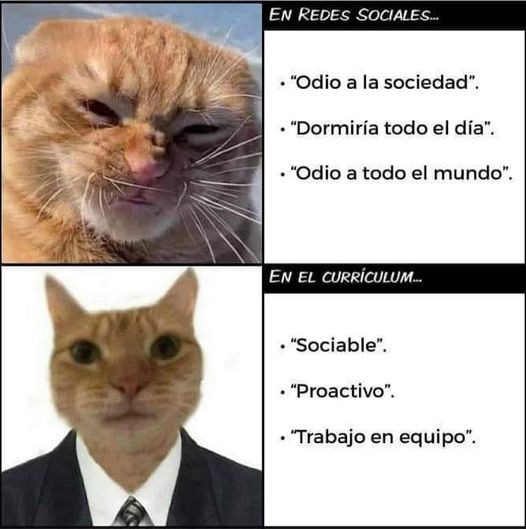 En Redes Sociales...
• “Odio a la sociedad”.
• “Dormiría todo el día”.
• “Odio a todo el mundo”.
En el currículum...
• “Sociable”.
• “Proactivo”.
• “Trabajo en equipo”.